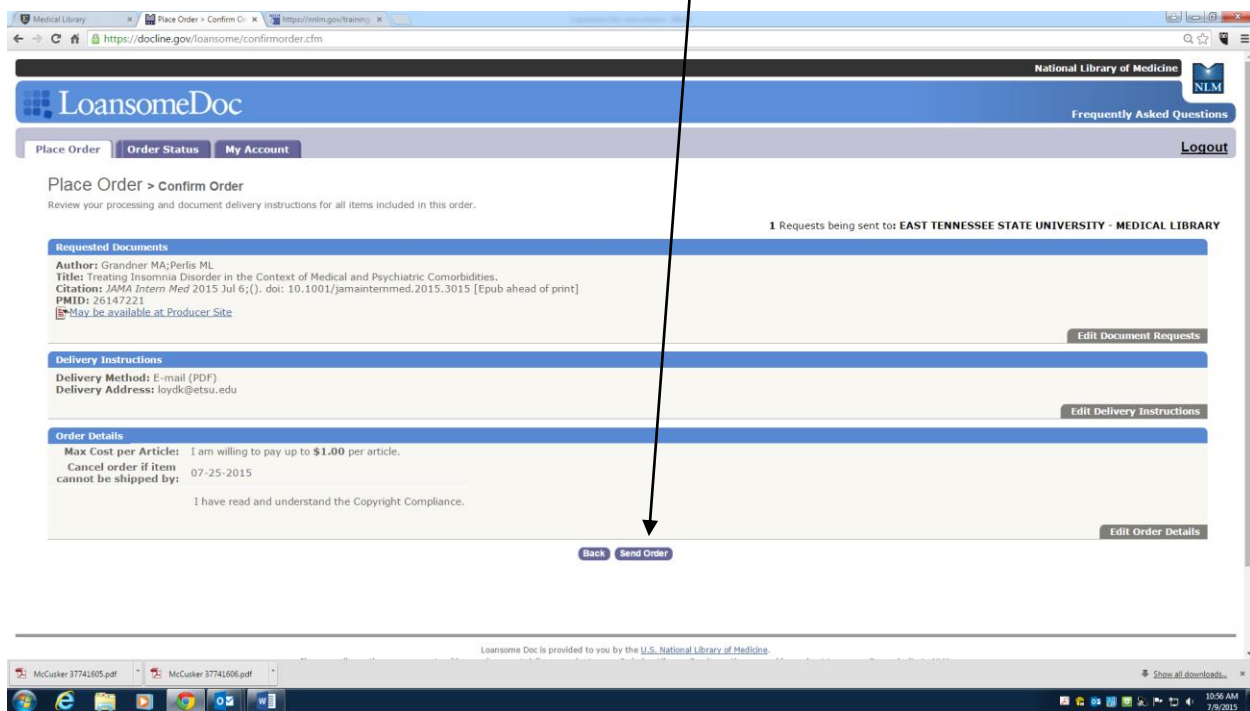 Medical Library
Place Order > Confirm Or
https://nnlm.gov/training
https://docline.gov/loansome/confirmorder.cfm
National Library of Medicine
NLM
LoansomeDoc
Frequently Asked Questions
Place Order Order Status My Account
Logout
Place Order > Confirm Order
Review your processing and document delivery instructions for all items included in this order.
1 Requests being sent to: EAST TENNESSEE STATE UNIVERSITY - MEDICAL LIBRARY
Requested Documents
Author: Grandner MA;Perlis ML
Title: Treating Insomnia Disorder in the Context of Medical and Psychiatric Comorbidities.
Citation: JAMA Intern Med 2015 Jul 6;(). doi: 10.1001/jamainternmed.2015.3015 [Epub ahead of print]
PMID: 26147221
May be available at Producer Site
Edit Document Requests
Delivery Instructions
Delivery Method: E-mail (PDF)
Delivery Address: loydk@etsu.edu
Edit Delivery Instructions
Order Details
Max Cost per Article: I am willing to pay up to $1.00 per article.
Cancel order if item cannot be shipped by: 07-25-2015
I have read and understand the Copyright Compliance.
Edit Order Details
Back Send Order
Loansome Doc is provided to you by the U.S. National Library of Medicine.
McCusker 37741605.pdf
McCusker 37741606.pdf
Show all downloads...
10:56 AM
7/9/2015